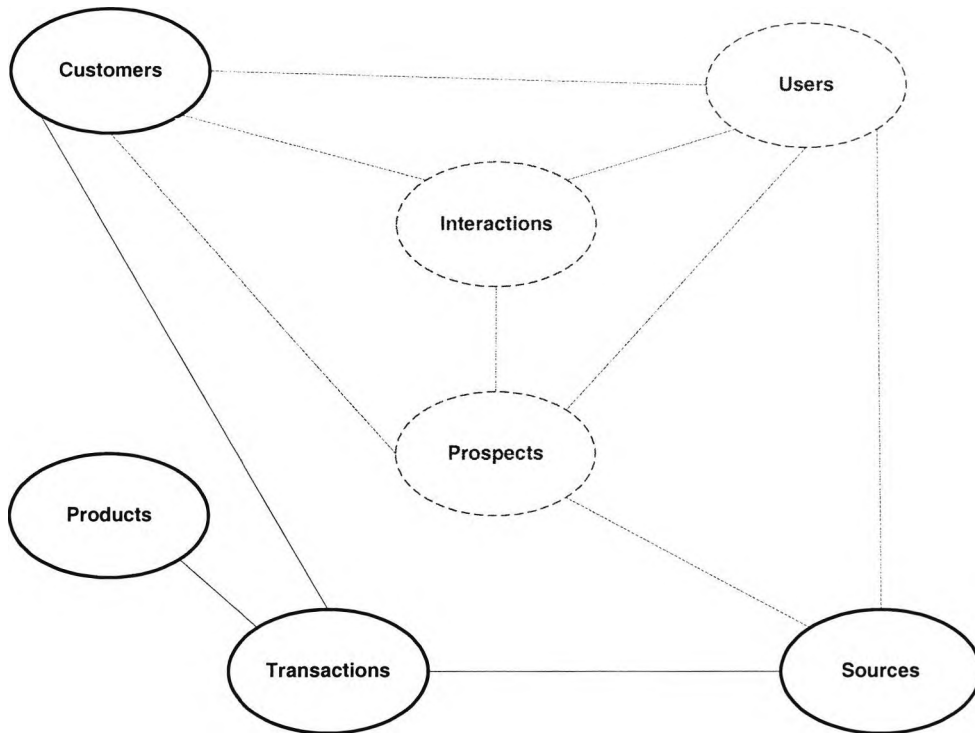 Customers
Users
Interactions
Prospects
Products
Transactions
Sources